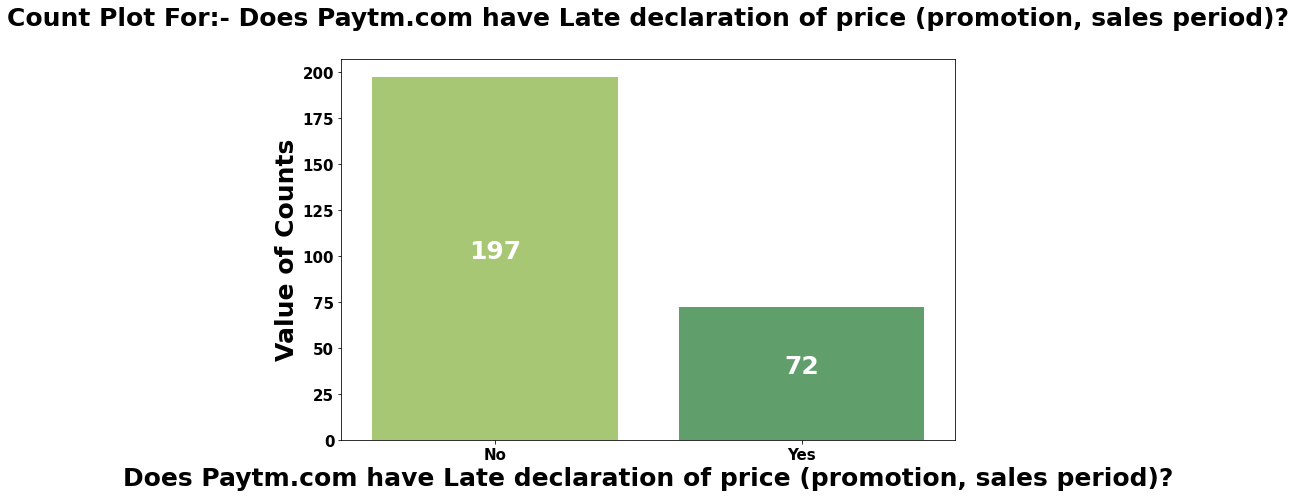 Count Plot For:- Does Paytm.com have Late declaration of price (promotion, sales period)?
Value of Counts
200
175
150
125
100
75
50
25
0
197
72
No
Yes
Does Paytm.com have Late declaration of price (promotion, sales period)?